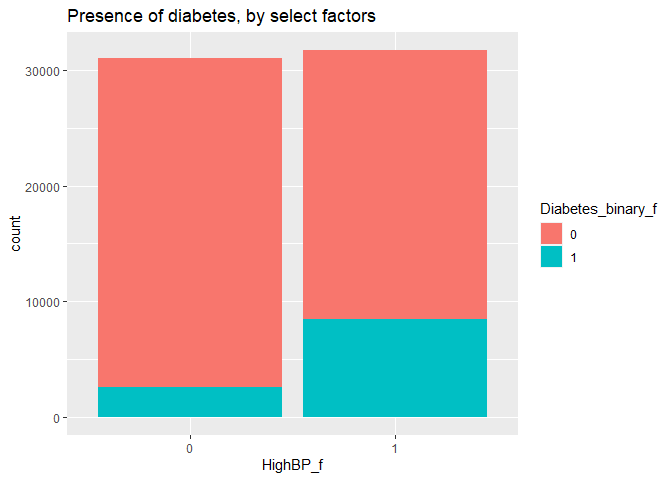 Presence of diabetes, by select factors
count
30000
20000
10000
0
0
1
HighBP_f
Diabetes_binary_f
0
1